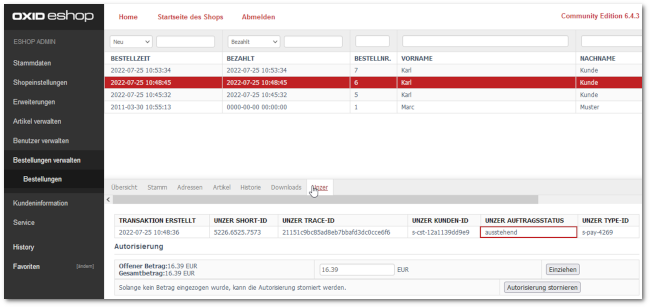 OXID eshop
Home Startseite des Shops Abmelden Community Edition 6.4.3
ESHOP ADMIN
Stammdaten
Shopeinstellungen
Erweiterungen
Artikel verwalten
Benutzer verwalten
Bestellungen verwalten
Bestellungen
Kundeninformation
Service
History
Favoriten [ändern]
Neu Bezahlt
BESTELLZEIT BEZAHLT BESTELLNR. VORNAME NACHNAME
2022-07-25 10:53:34 2022-07-25 10:53:34 7 Karl Kunde
2022-07-25 10:48:45 2022-07-25 10:48:45 6 Karl Kunde
2022-07-25 10:45:32 2022-07-25 10:45:32 5 Karl Kunde
2011-03-30 10:55:13 0000-00-00 00:00:00 1 Marc Muster
Übersicht Stamm Adressen Artikel Historie Downloads Unzer
TRANSAKTION ERSTELLT UNZER SHORT-ID UNZER TRACE-ID UNZER KUNDEN-ID UNZER AUFTRAGSSTATUS UNZER TYPE-ID
2022-07-25 10:48:36 5226.6525.7573 21151c9bc85ad8eb7bbafd3dc0cce6f6 s-cst-12a1139dd9e9 ausstehend s-pay-4269
Autorisierung
Offener Betrag:16.39 EUR
Gesamtbetrag:16.39 EUR
16.39 EUR Einziehen
Solange kein Betrag eingezogen wurde, kann die Autorisierung storniert werden. Autorisierung stornieren